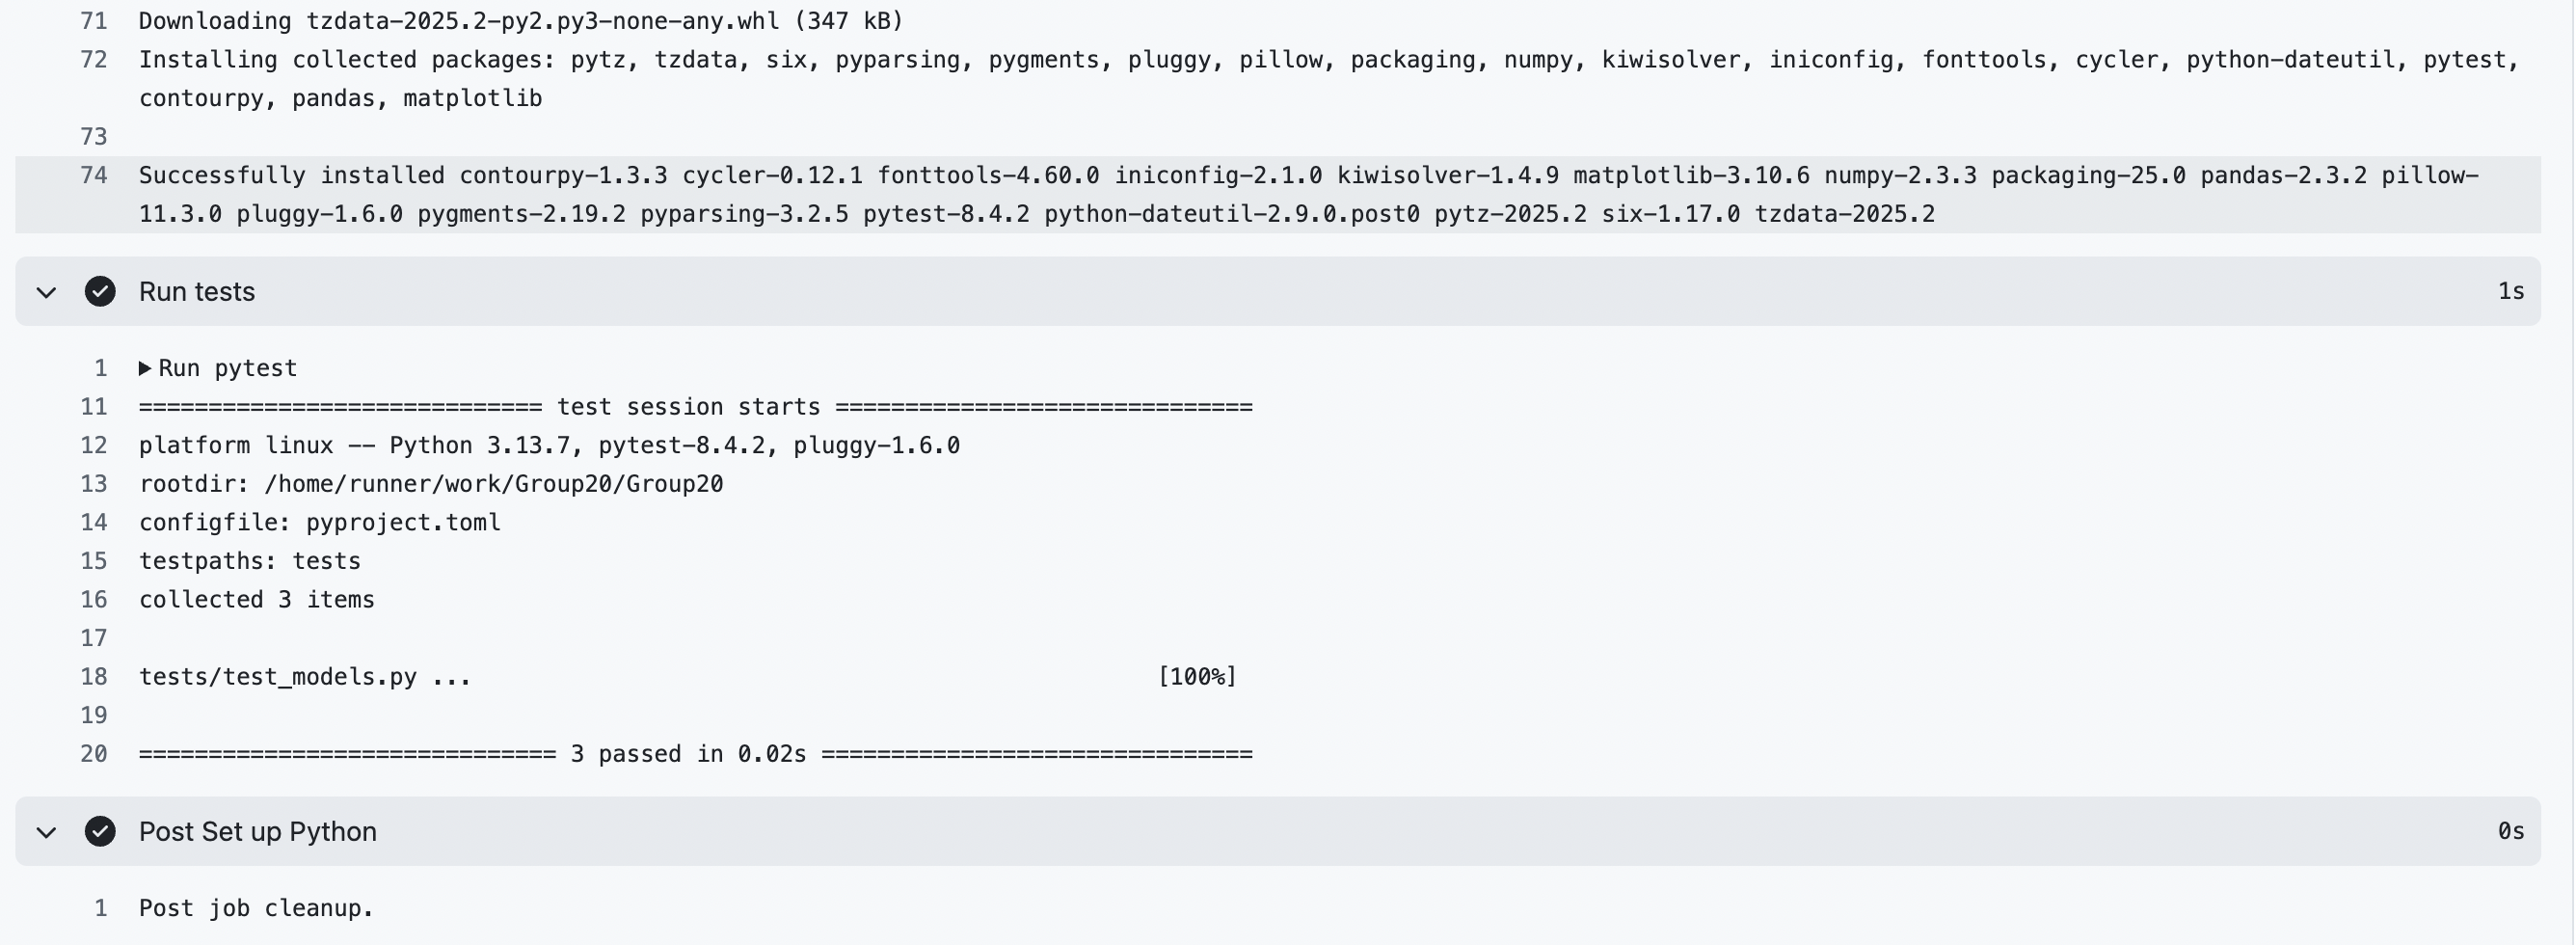 71 Downloading tzdata-2025.2-py2.py3-none-any.whl (347 kB)
72 Installing collected packages: pytz, tzdata, six, pyparsing, pygments, pluggy, pillow, packaging, numpy, kiwisolver, iniconfig, fonttools, cycler, python-dateutil, pytest,
contourpy, pandas, matplotlib
73
74 Successfully installed contourpy-1.3.3 cycler-0.12.1 fonttools-4.60.0 iniconfig-2.1.0 kiwisolver-1.4.9 matplotlib-3.10.6 numpy-2.3.3 packaging-25.0 pandas-2.3.2 pillow-
11.3.0 pluggy-1.6.0 pygments-2.19.2 pyparsing-3.2.5 pytest-8.4.2 python-dateutil-2.9.0.post0 pytz-2025.2 six-1.17.0 tzdata-2025.2
Run tests 1s
1 Run pytest
11 ============================= test session starts ==============================
12 platform linux -- Python 3.13.7, pytest-8.4.2, pluggy-1.6.0
13 rootdir: /home/runner/work/Group20/Group20
14 configfile: pyproject.toml
15 testpaths: tests
16 collected 3 items
17
18 tests/test_models.py ... [100%]
19
20 ============================== 3 passed in 0.02s ===============================
Post Set up Python 0s
1 Post job cleanup.